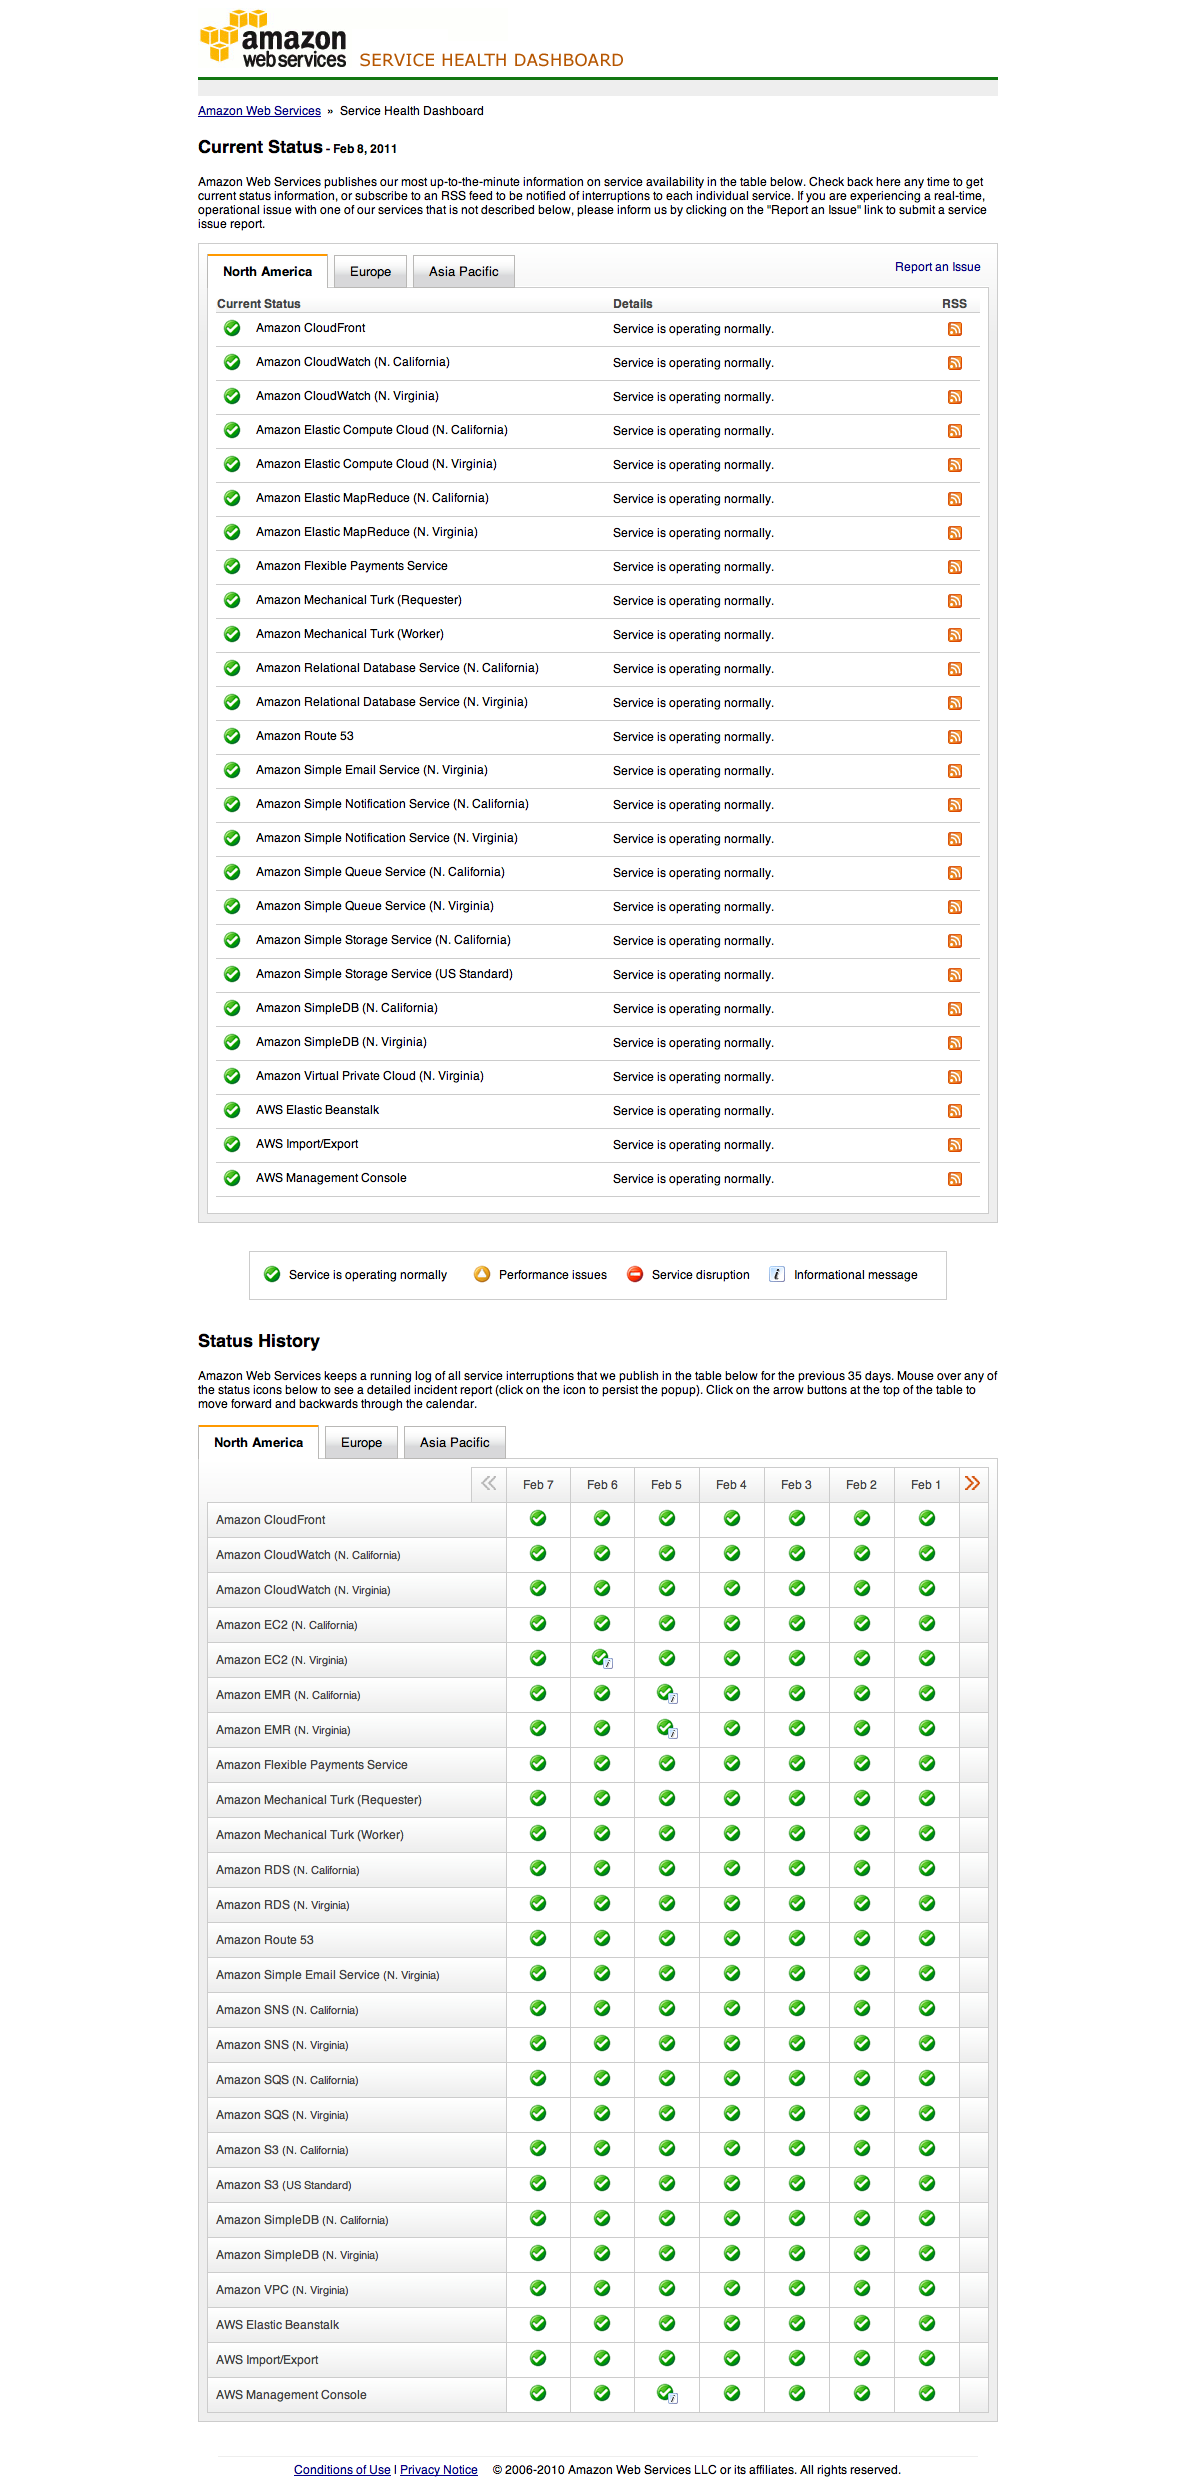 amazon
webservices SERVICE HEALTH DASHBOARD
Amazon Web Services » Service Health Dashboard
Current Status - Feb 8, 2011
Amazon Web Services publishes our most up-to-the-minute information on service availability in the table below. Check back here any time to get
current status information, or subscribe to an RSS feed to be notified of interruptions to each individual service. If you are experiencing a real-time,
operational issue with one of our services that is not described below, please inform us by clicking on the "Report an Issue" link to submit a service
issue report.
North America Europe Asia Pacific Report an Issue
Current Status Details RSS
Amazon CloudFront Service is operating normally.
Amazon CloudWatch (N. California) Service is operating normally.
Amazon CloudWatch (N. Virginia) Service is operating normally.
Amazon Elastic Compute Cloud (N. California) Service is operating normally.
Amazon Elastic Compute Cloud (N. Virginia) Service is operating normally.
Amazon Elastic MapReduce (N. California) Service is operating normally.
Amazon Elastic MapReduce (N. Virginia) Service is operating normally.
Amazon Flexible Payments Service Service is operating normally.
Amazon Mechanical Turk (Requester) Service is operating normally.
Amazon Mechanical Turk (Worker) Service is operating normally.
Amazon Relational Database Service (N. California) Service is operating normally.
Amazon Relational Database Service (N. Virginia) Service is operating normally.
Amazon Route 53 Service is operating normally.
Amazon Simple Email Service (N. Virginia) Service is operating normally.
Amazon Simple Notification Service (N. California) Service is operating normally.
Amazon Simple Notification Service (N. Virginia) Service is operating normally.
Amazon Simple Queue Service (N. California) Service is operating normally.
Amazon Simple Queue Service (N. Virginia) Service is operating normally.
Amazon Simple Storage Service (N. California) Service is operating normally.
Amazon Simple Storage Service (US Standard) Service is operating normally.
Amazon SimpleDB (N. California) Service is operating normally.
Amazon SimpleDB (N. Virginia) Service is operating normally.
Amazon Virtual Private Cloud (N. Virginia) Service is operating normally.
AWS Elastic Beanstalk Service is operating normally.
AWS Import/Export Service is operating normally.
AWS Management Console Service is operating normally.
Service is operating normally Performance issues Service disruption i Informational message
Status History
Amazon Web Services keeps a running log of all service interruptions that we publish in the table below for the previous 35 days. Mouse over any of
the status icons below to see a detailed incident report (click on the icon to persist the popup). Click on the arrow buttons at the top of the table to
move forward and backwards through the calendar.
North America Europe Asia Pacific
Feb 7 Feb 6 Feb 5 Feb 4 Feb 3 Feb 2 Feb 1
Amazon CloudFront
Amazon CloudWatch (N. California)
Amazon CloudWatch (N. Virginia)
Amazon EC2 (N. California)
Amazon EC2 (N. Virginia) i
Amazon EMR (N. California) i
Amazon EMR (N. Virginia) i
Amazon Flexible Payments Service
Amazon Mechanical Turk (Requester)
Amazon Mechanical Turk (Worker)
Amazon RDS (N. California)
Amazon RDS (N. Virginia)
Amazon Route 53
Amazon Simple Email Service (N. Virginia)
Amazon SNS (N. California)
Amazon SNS (N. Virginia)
Amazon SQS (N. California)
Amazon SQS (N. Virginia)
Amazon S3 (N. California)
Amazon S3 (US Standard)
Amazon SimpleDB (N. California)
Amazon SimpleDB (N. Virginia)
Amazon VPC (N. Virginia)
AWS Elastic Beanstalk
AWS Import/Export
AWS Management Console i
Conditions of Use | Privacy Notice © 2006-2010 Amazon Web Services LLC or its affiliates. All rights reserved.